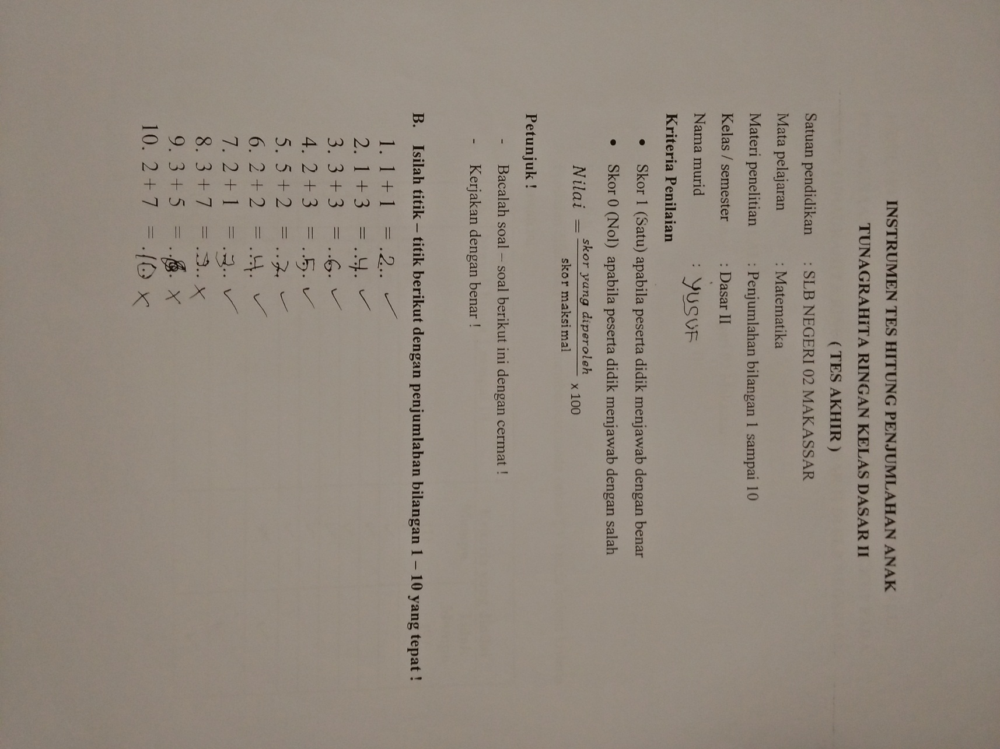 INSTRUMEN TES HITUNG PENJUMLAHAN ANAK
TUNAGRAHITA RINGAN KELAS DASAR II
( TES AKHIR )
Satuan pendidikan : SLB NEGERI 02 MAKASSAR
Mata pelajaran : Matematika
Materi penelitian : Penjumlahan bilangan 1 sampai 10
Kelas / semester : Dasar II
Nama murid : YUSUF
Kriteria Penilaian
• Skor 1 (Satu) apabila peserta didik menjawab dengan benar
• Skor 0 (Nol) apabila peserta didik menjawab dengan salah
Nilai = skor yang diperoleh / skor maksimal x 100
Petunjuk !
- Bacalah soal – soal berikut ini dengan cermat !
- Kerjakan dengan benar !
B. Isilah titik – titik berikut dengan penjumlahan bilangan 1 – 10 yang tepat !
1. 1 + 1 = .2.. ✓
2. 1 + 3 = ..4. ✓
3. 3 + 3 = ..6. ✓
4. 2 + 3 = ..5. ✓
5. 5 + 2 = ..7. ✓
6. 2 + 2 = ..4. ✓
7. 2 + 1 = .3.. ✓
8. 3 + 7 = ... x
9. 3 + 5 = ... x
10. 2 + 7 = .10. x